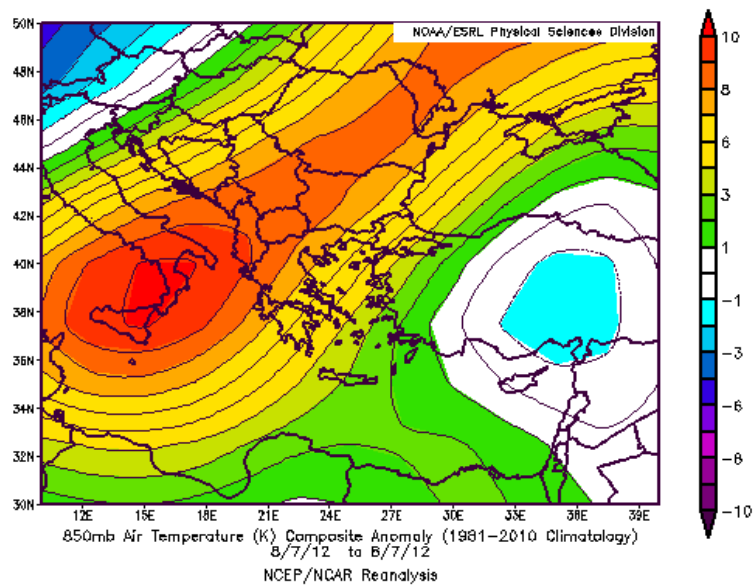 NOAA/ESRL Physical Sciences Division
50N
48N
46N
44N
42N
40N
38N
36N
34N
32N
30N
12E
15E
18E
21E
24E
27E
30E
33E
36E
39E
10
8
6
3
1
-1
-3
-6
-8
-10
850mb Air Temperature (K) Composite Anomaly (1981-2010 Climatology)
8/7/12 to 8/7/12
NCEP/NCAR Reanalysis